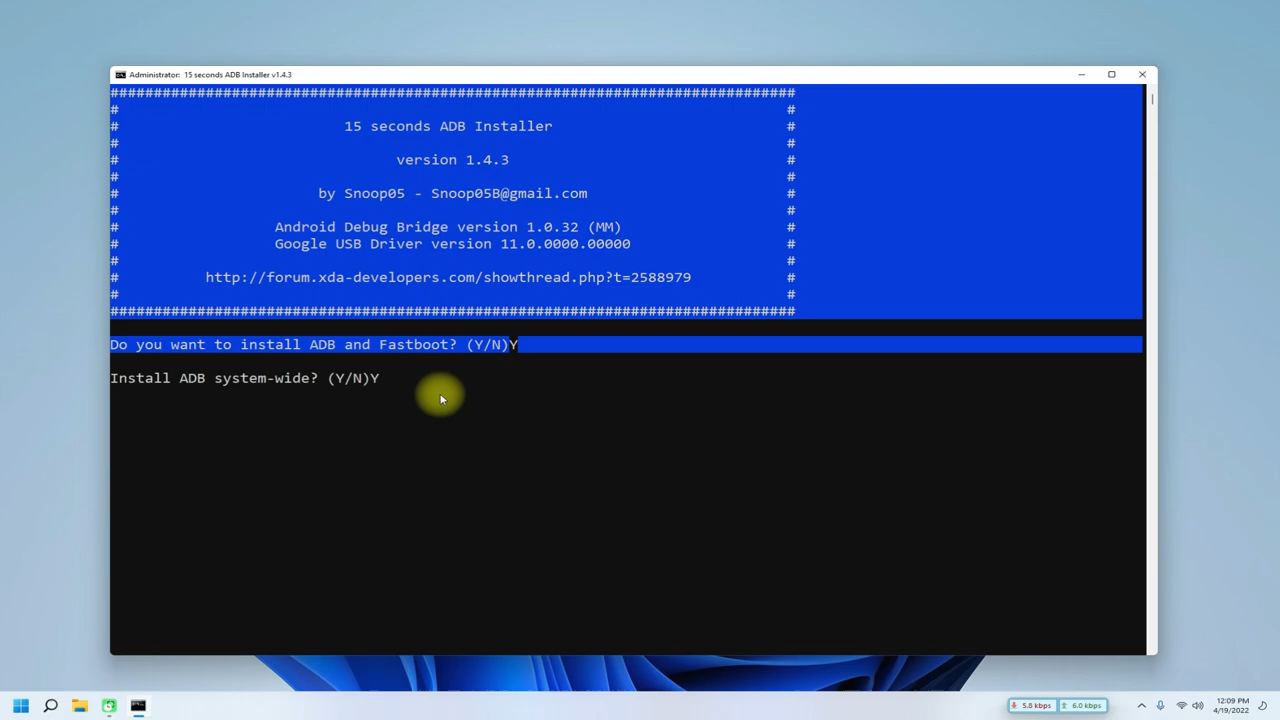 Administrator: 15 seconds ADB Installer v1.4.3
###############################################################################
# #
# 15 seconds ADB Installer #
# #
# version 1.4.3 #
# #
# by Snoop05 - Snoop05B@gmail.com #
# #
# Android Debug Bridge version 1.0.32 (MM) #
# Google USB Driver version 11.0.0000.00000 #
# #
# http://forum.xda-developers.com/showthread.php?t=2588979 #
# #
###############################################################################
Do you want to install ADB and Fastboot? (Y/N)Y
Install ADB system-wide? (Y/N)Y
5.8 kbps 6.0 kbps
12:09 PM
4/19/2022